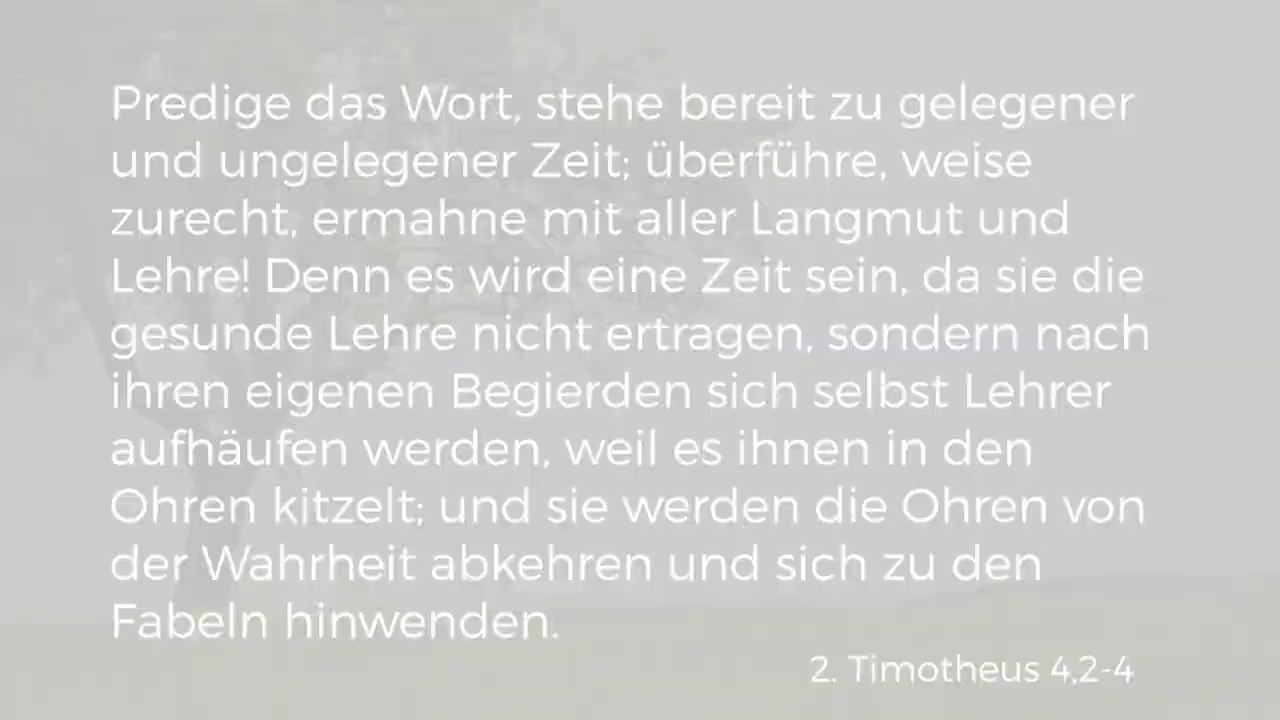 Predige das Wort, stehe bereit zu gelegener
und ungelegener Zeit; überführe, weise
zurecht, ermahne mit aller Langmut und
Lehre! Denn es wird eine Zeit sein, da sie die
gesunde Lehre nicht ertragen, sondern nach
ihren eigenen Begierden sich selbst Lehrer
aufhäufen werden, weil es ihnen in den
Ohren kitzelt; und sie werden die Ohren von
der Wahrheit abkehren und sich zu den
Fabeln hinwenden.
2. Timotheus 4,2-4